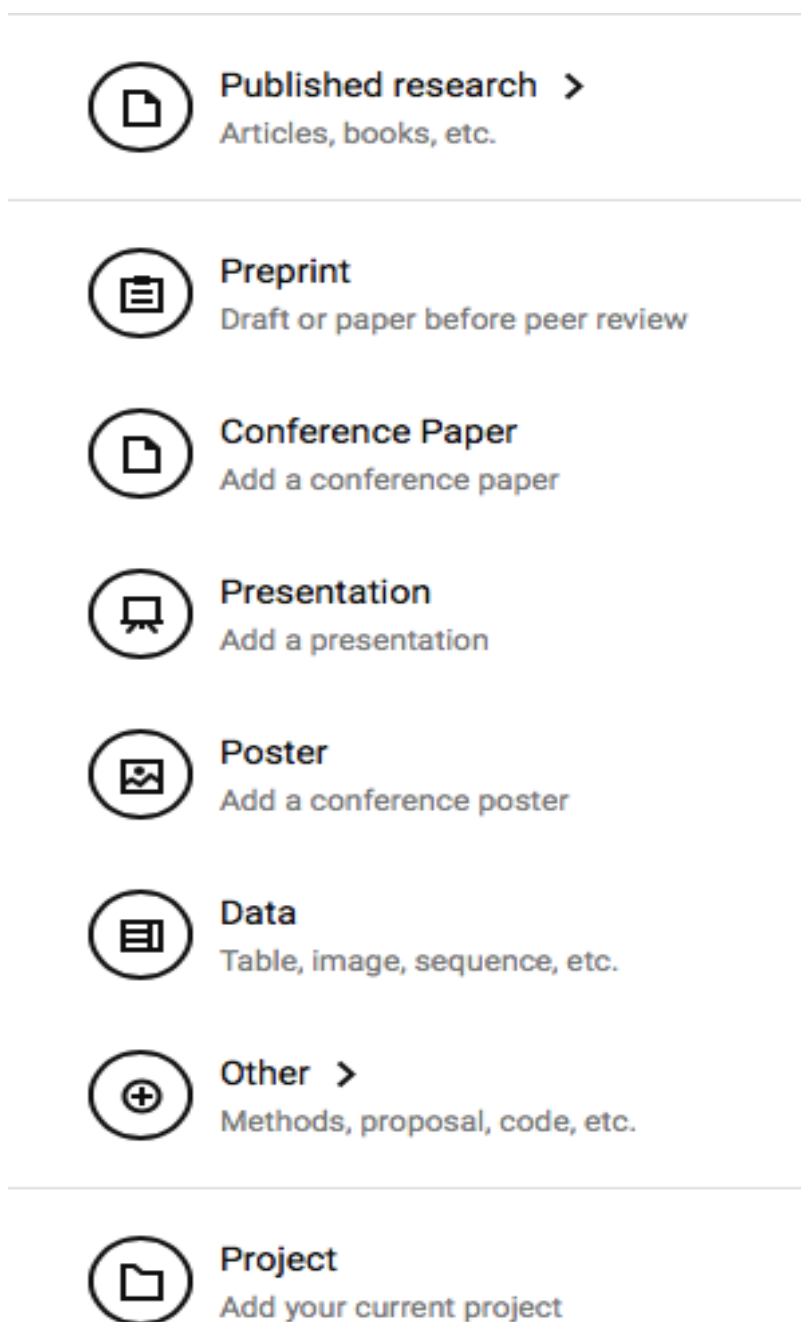 Published research
Articles, books, etc.
Preprint
Draft or paper before peer review
Conference Paper
Add a conference paper
Presentation
Add a presentation
Poster
Add a conference poster
Data
Table, image, sequence, etc.
Other
Methods, proposal, code, etc.
Project
Add your current project